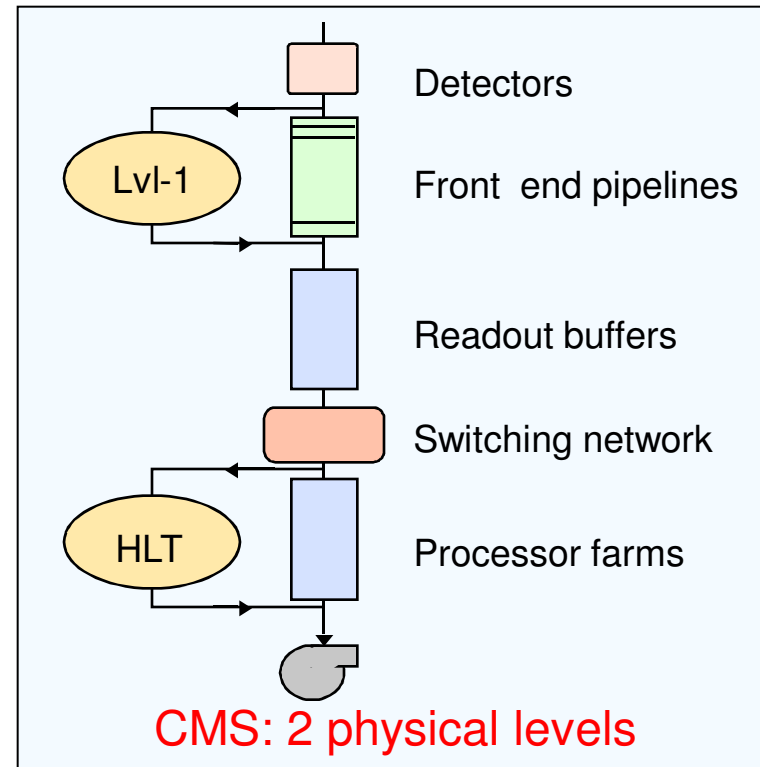 Detectors
Lvl-1
Front end pipelines
Readout buffers
Switching network
HLT
Processor farms
CMS: 2 physical levels